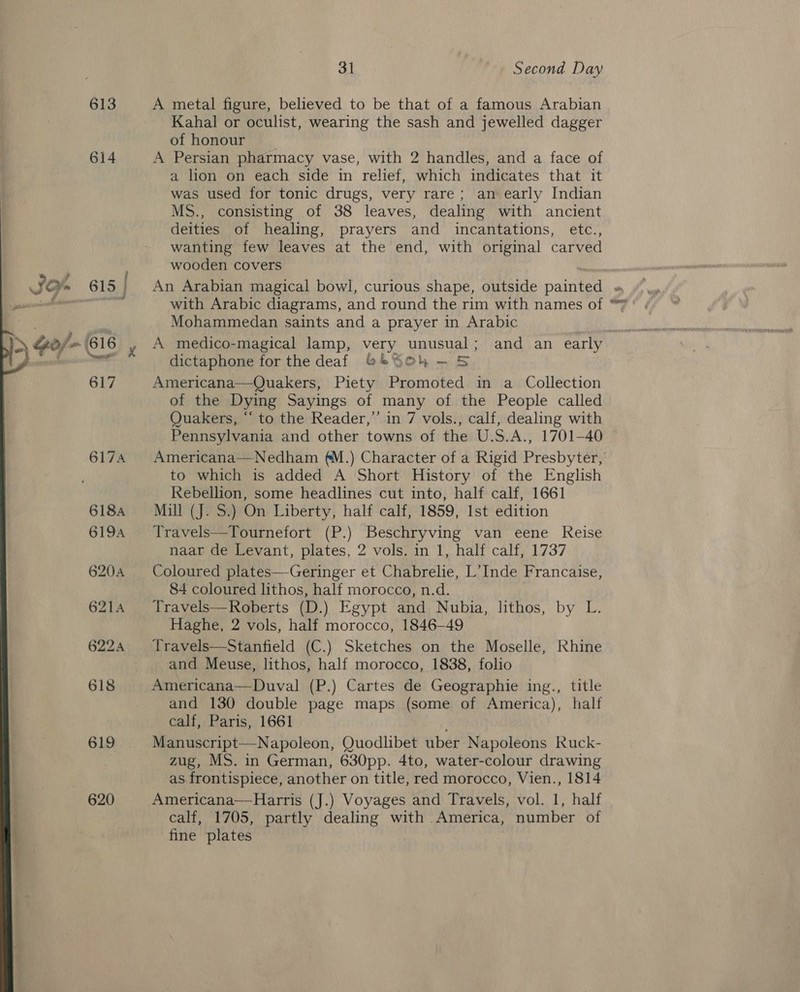 31 Second Day
613 A metal figure, believed to be that of a famous Arabian
Kahal or oculist, wearing the sash and jewelled dagger
of honour
614 A Persian pharmacy vase, with 2 handles, and a face of
a lion on each side in relief, which indicates that it
was used for tonic drugs, very rare; an early Indian
MS., consisting of 38 leaves, dealing with ancient
deities of healing, prayers and incantations, etc.,
wanting few leaves at the end, with original carved
wooden covers
615 An Arabian magical bowl, curious shape, outside painted
with Arabic diagrams, and round the rim with names of
Mohammedan saints and a prayer in Arabic
616 A medico-magical lamp, very unusual; and an early
dictaphone for the deaf
617 Americana—Quakers, Piety Promoted in a Collection
of the Dying Sayings of many of the People called
Quakers, “to the Reader,” in 7 vols., calf, dealing with
Pennsylvania and other towns of the U.S.A., 1701–40
617A Americana—Nedham (M.) Character of a Rigid Presbyter,
to which is added A Short History of the English
Rebellion, some headlines cut into, half calf, 1661
618A Mill (J. S.) On Liberty, half calf, 1859, 1st edition
619A Travels—Tournefort (P.) Beschryving van eene Reise
naar de Levant, plates, 2 vols. in 1, half calf, 1737
620A Coloured plates—Geringer et Chabrelie, L’Inde Francaise,
84 coloured lithos, half morocco, n.d.
621A Travels—Roberts (D.) Egypt and Nubia, lithos, by L.
Haghe, 2 vols, half morocco, 1846–49
622A Travels—Stanfield (C.) Sketches on the Moselle, Rhine
and Meuse, lithos, half morocco, 1838, folio
618 Americana—Duval (P.) Cartes de Geographie ing., title
and 130 double page maps (some of America), half
calf, Paris, 1661
619 Manuscript—Napoleon, Quodlibet uber Napoleons Ruck-
zug, MS. in German, 630pp. 4to, water-colour drawing
as frontispiece, another on title, red morocco, Vien., 1814
620 Americana—Harris (J.) Voyages and Travels, vol. 1, half
calf, 1705, partly dealing with America, number of
fine plates